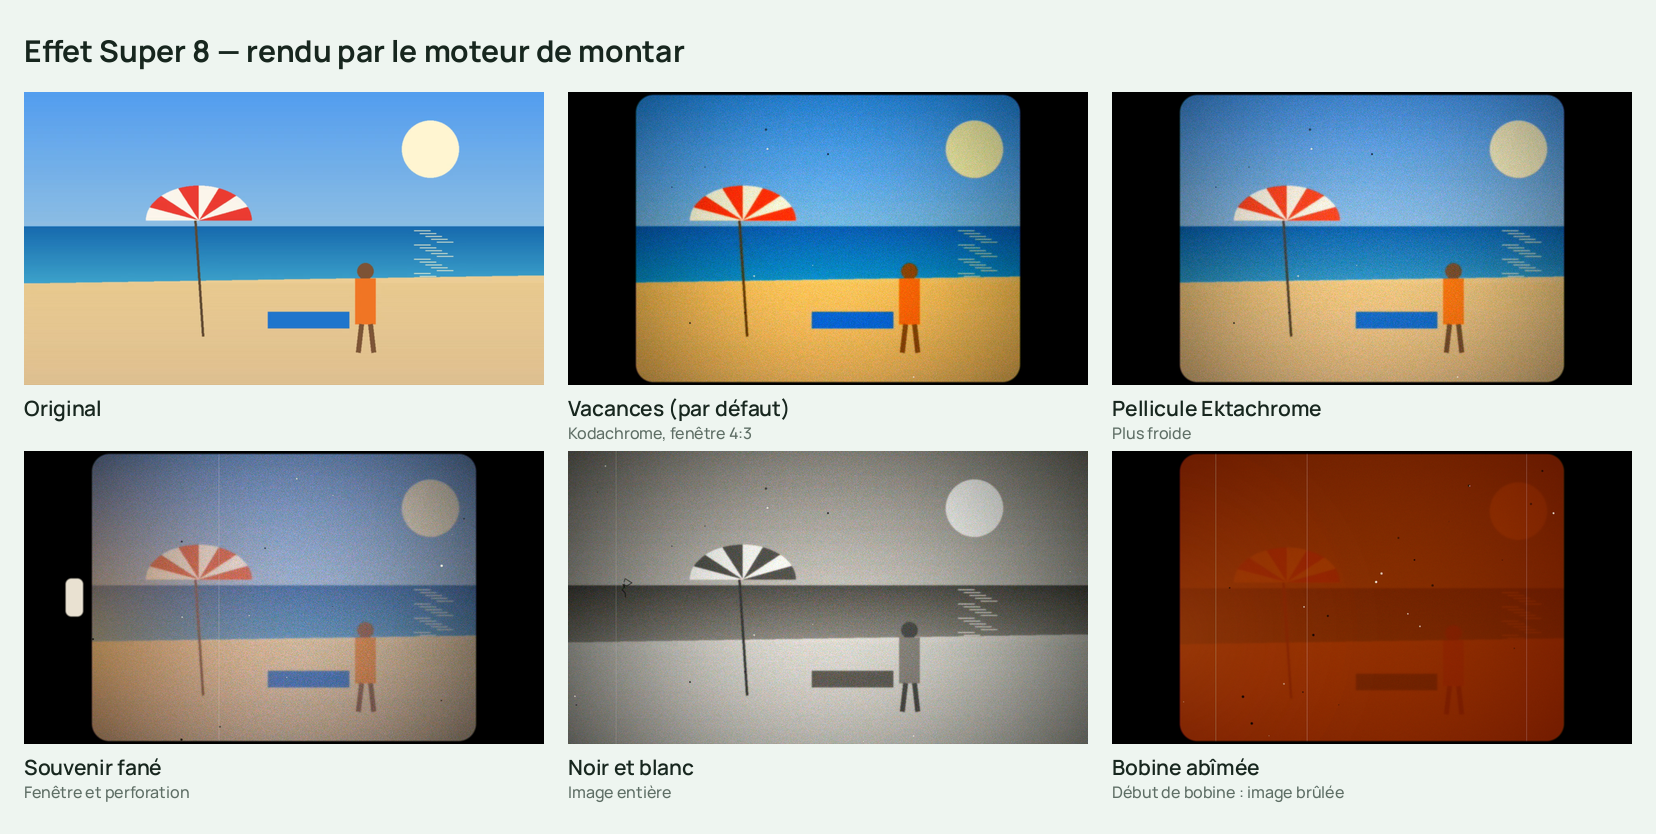 Effet Super 8 — rendu par le moteur de montar
Original
Vacances (par défaut)
Kodachrome, fenêtre 4:3
Pellicule Ektachrome
Plus froide
Souvenir fané
Fenêtre et perforation
Noir et blanc
Image entière
Bobine abîmée
Début de bobine : image brûlée